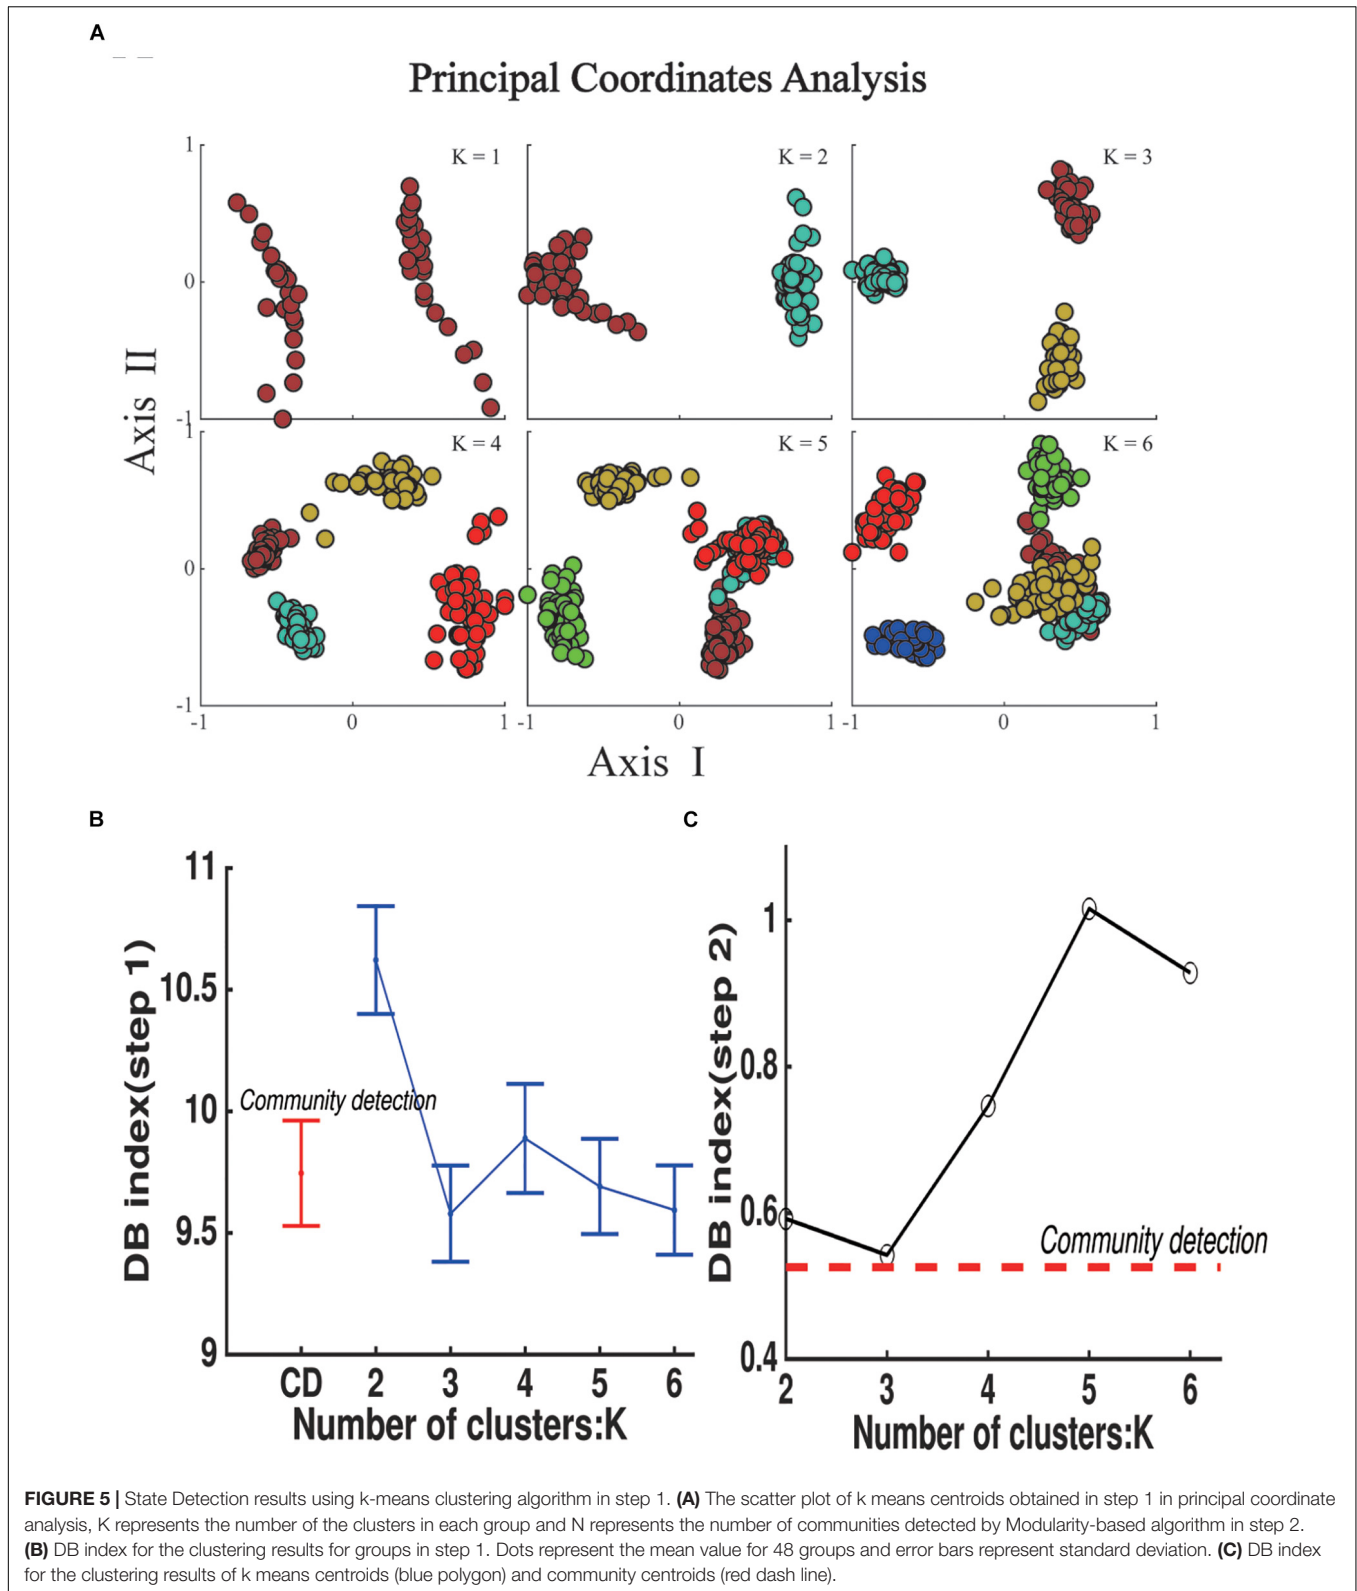 A
Principal Coordinates Analysis
K = 1
K = 2
K = 3
1
0
-1
K = 4
K = 5
K = 6
1
0
-1
-1 0 1 -1 0 1 -1 0 1
Axis II
Axis I
B
11
10.5
10
9.5
9
DB index(step 1)
Community detection
CD 2 3 4 5 6
Number of clusters:K
C
1
0.8
0.6
0.4
DB index(step 2)
Community detection
2 3 4 5 6
Number of clusters:K
FIGURE 5 | State Detection results using k-means clustering algorithm in step 1. (A) The scatter plot of k means centroids obtained in step 1 in principal coordinate
analysis, K represents the number of the clusters in each group and N represents the number of communities detected by Modularity-based algorithm in step 2.
(B) DB index for the clustering results for groups in step 1. Dots represent the mean value for 48 groups and error bars represent standard deviation. (C) DB index
for the clustering results of k means centroids (blue polygon) and community centroids (red dash line).